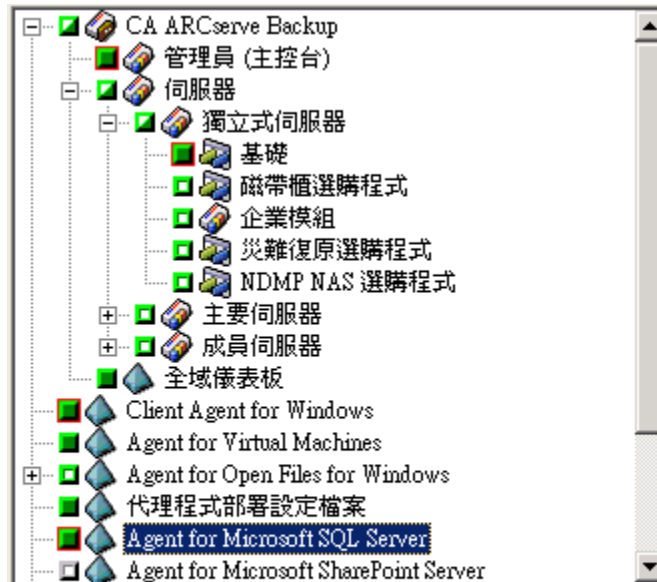 CA ARCserve Backup
管理員 (主控台)
伺服器
獨立式伺服器
基礎
磁帶櫃選購程式
企業模組
災難復原選購程式
NDMP NAS 選購程式
主要伺服器
成員伺服器
全域儀表板
Client Agent for Windows
Agent for Virtual Machines
Agent for Open Files for Windows
代理程式部署設定檔案
Agent for Microsoft SQL Server
Agent for Microsoft SharePoint Server